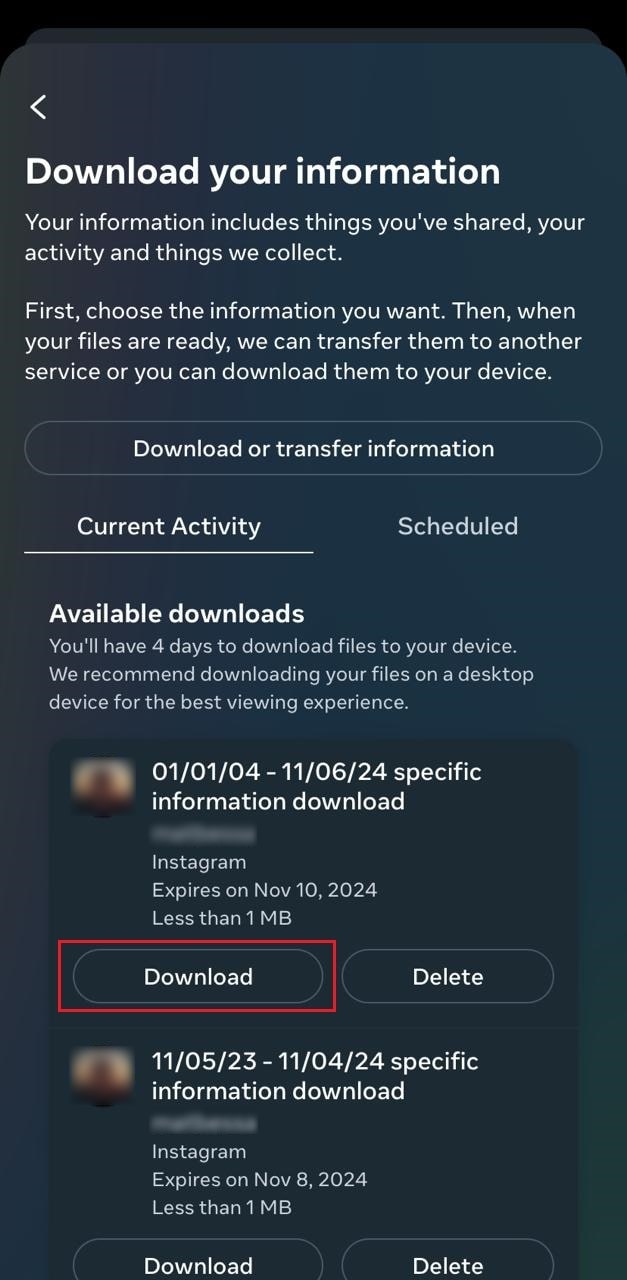 Download your information
Your information includes things you've shared, your
activity and things we collect.
First, choose the information you want. Then, when
your files are ready, we can transfer them to another
service or you can download them to your device.
Download or transfer information
Current Activity
Scheduled
Available downloads
You'll have 4 days to download files to your device.
We recommend downloading your files on a desktop
device for the best viewing experience.
01/01/04 - 11/06/24 specific
information download
Instagram
Expires on Nov 10, 2024
Less than 1 MB
Download
Delete
11/05/23 - 11/04/24 specific
information download
Instagram
Expires on Nov 8, 2024
Less than 1 MB
Download
Delete